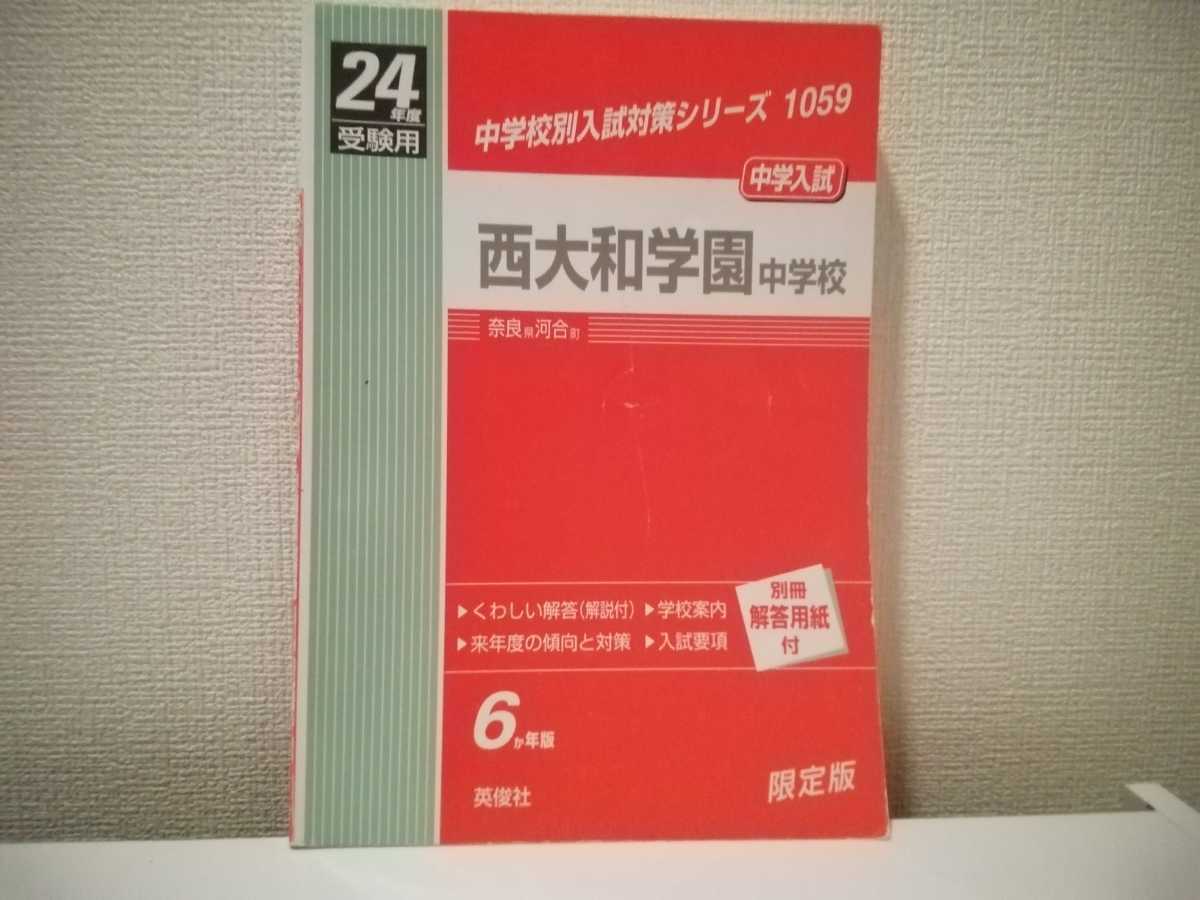 24年度
受験用
中学校別入試対策シリーズ 1059
中学入試
西大和学園 中学校
奈良県河合町
▶くわしい解答(解説付) ▶学校案内
▶来年度の傾向と対策 ▶入試要項
別冊
解答用紙
付
6か年版
英俊社
限定版